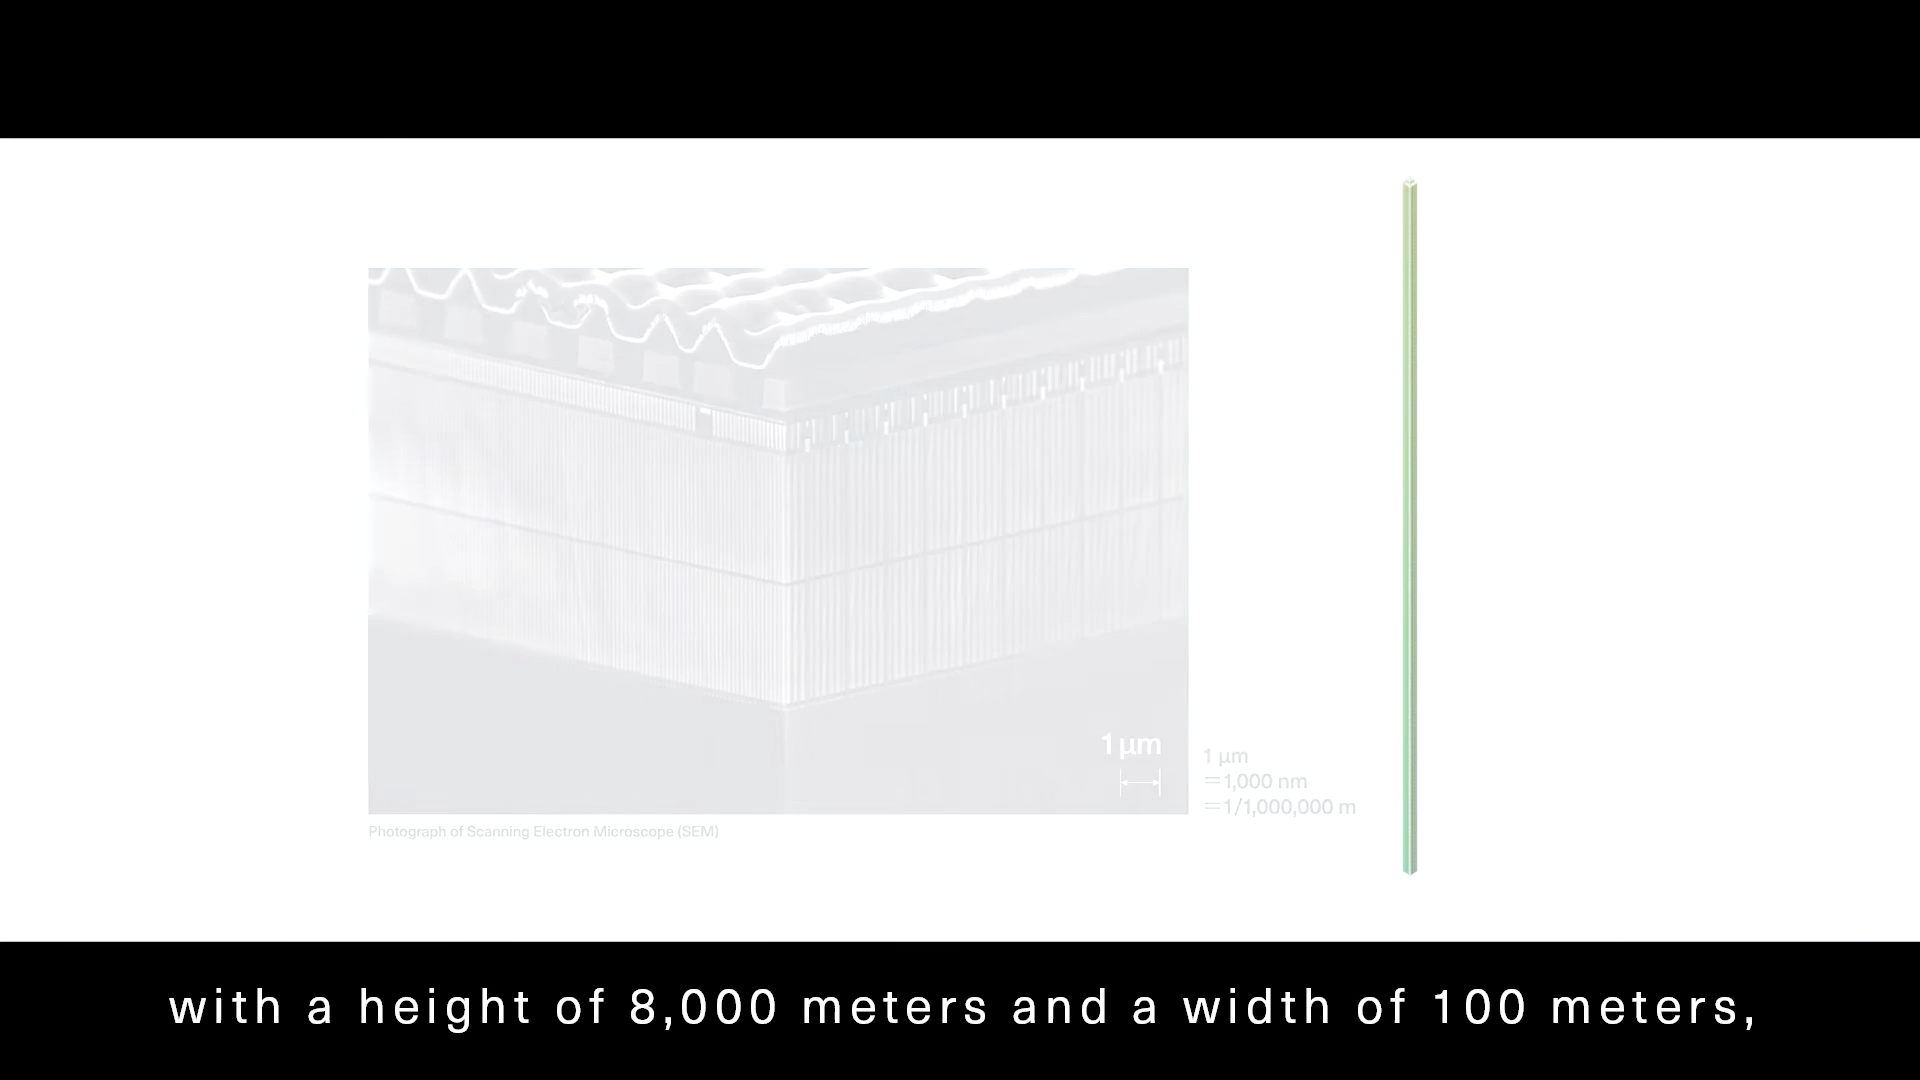 1 µm
1 µm
=1,000 nm
=1/1,000,000 m
Photograph of Scanning Electron Microscope (SEM)
with a height of 8,000 meters and a width of 100 meters,